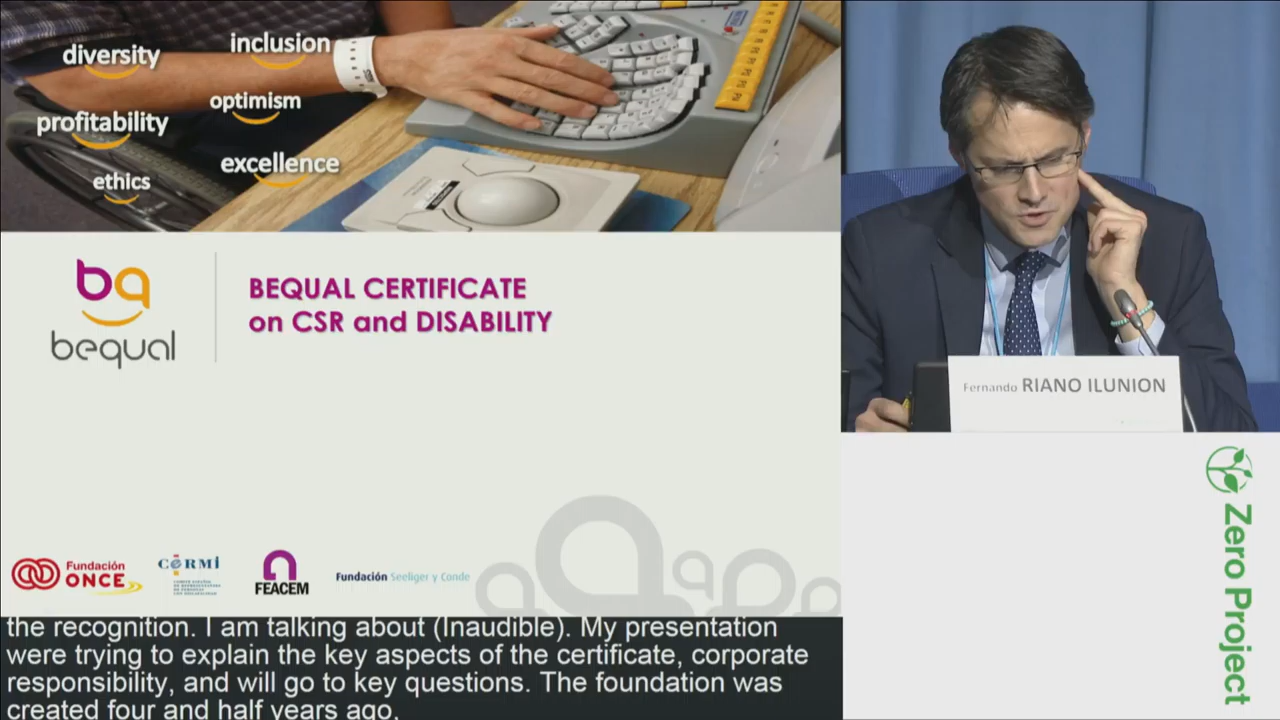 diversity
inclusion
optimism
profitability
excellence
ethics
bequal
BEQUAL CERTIFICATE
on CSR and DISABILITY
Fundación
ONCE
CERMI
FEACEM
Fundación Seeliger y Conde
the recognition. I am talking about (Inaudible). My presentation
were trying to explain the key aspects of the certificate, corporate
responsibility, and will go to key questions. The foundation was
created four and half years ago,
Fernando RIANO ILUNION
Zero Project